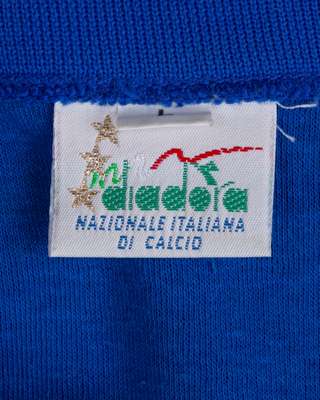 L
diadora
NAZIONALE ITALIANA
DI CALCIO